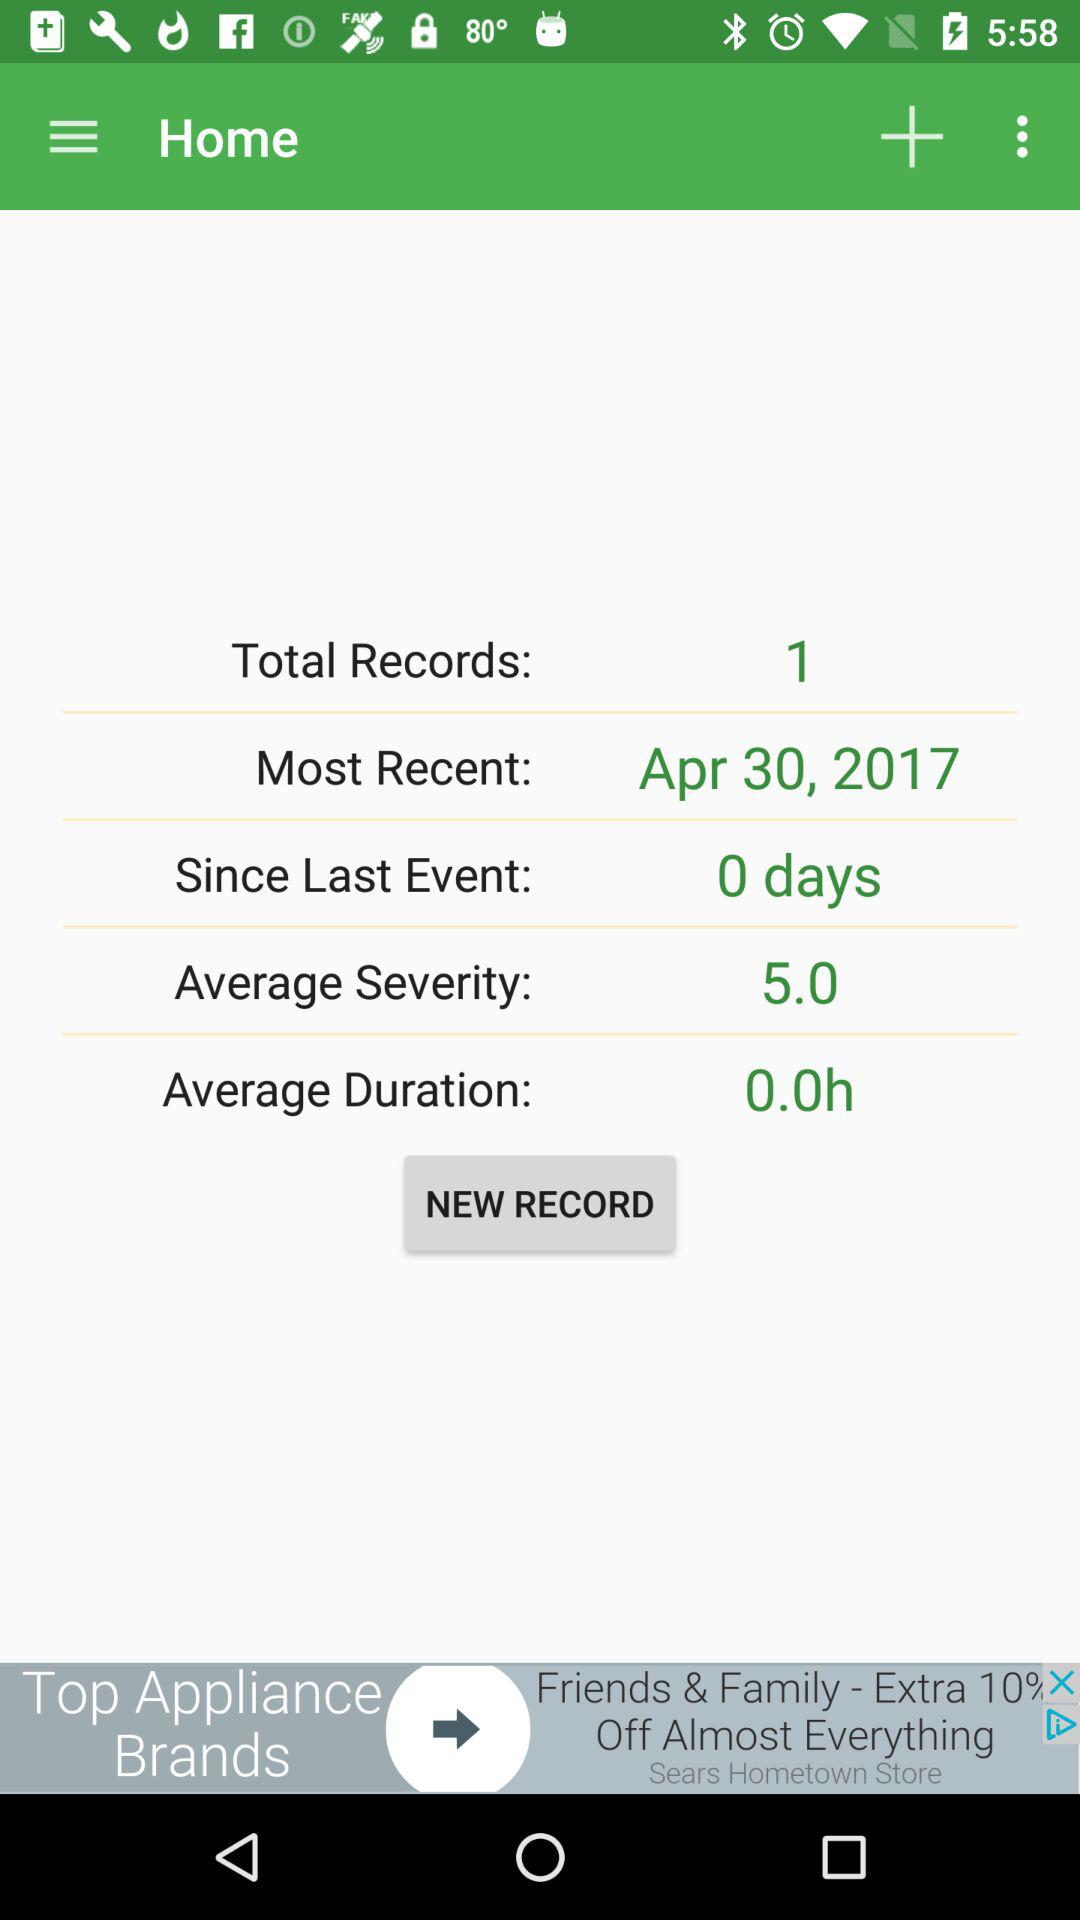 FAKE 80° 5:58
Home
Total Records: 1
Most Recent: Apr 30, 2017
Since Last Event: 0 days
Average Severity: 5.0
Average Duration: 0.0h
NEW RECORD
Top Appliance
Brands
Friends & Family - Extra 10%
Off Almost Everything
Sears Hometown Store